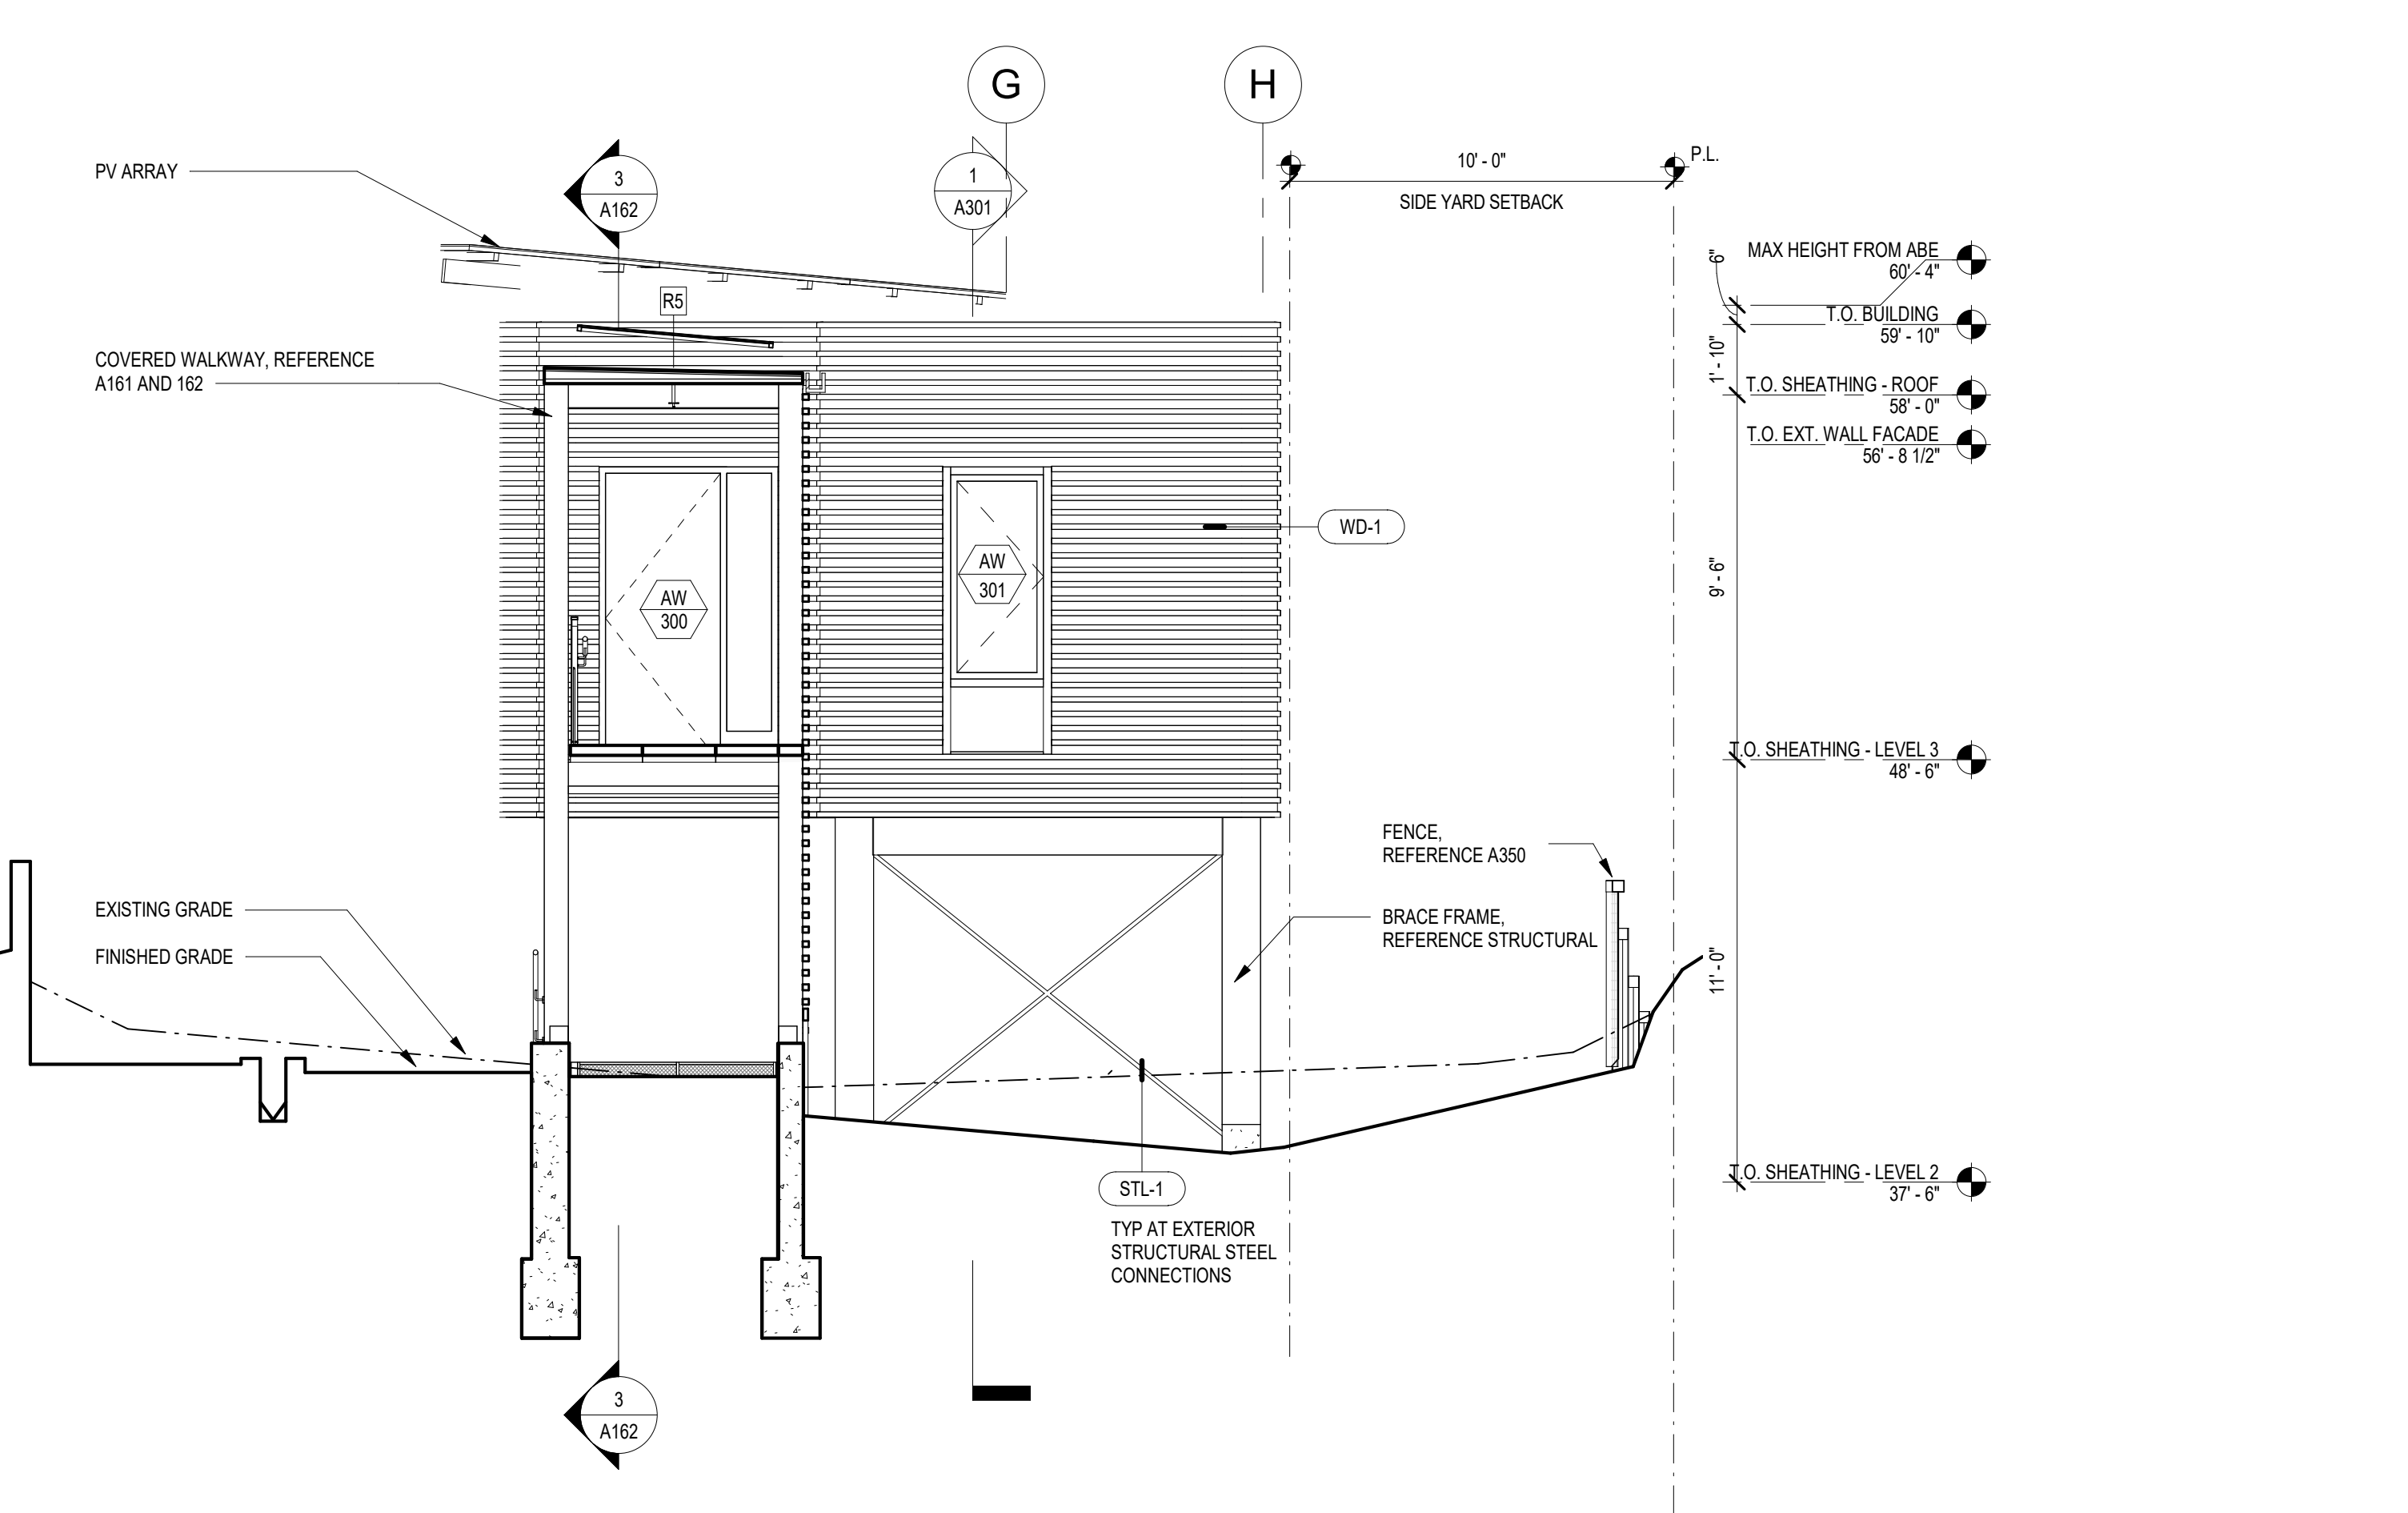 G
H
PV ARRAY
3
A162
1
A301
10' - 0"
P.L.
SIDE YARD SETBACK
6"
MAX HEIGHT FROM ABE
60' - 4"
R5
T.O. BUILDING
59' - 10"
1' - 10"
COVERED WALKWAY, REFERENCE
A161 AND 162
T.O. SHEATHING - ROOF
58' - 0"
T.O. EXT. WALL FACADE
56' - 8 1/2"
WD-1
AW
301
AW
300
9' - 6"
T.O. SHEATHING - LEVEL 3
48' - 6"
FENCE,
REFERENCE A350
EXISTING GRADE
BRACE FRAME,
REFERENCE STRUCTURAL
FINISHED GRADE
11' - 0"
T.O. SHEATHING - LEVEL 2
37' - 6"
STL-1
TYP AT EXTERIOR
STRUCTURAL STEEL
CONNECTIONS
3
A162